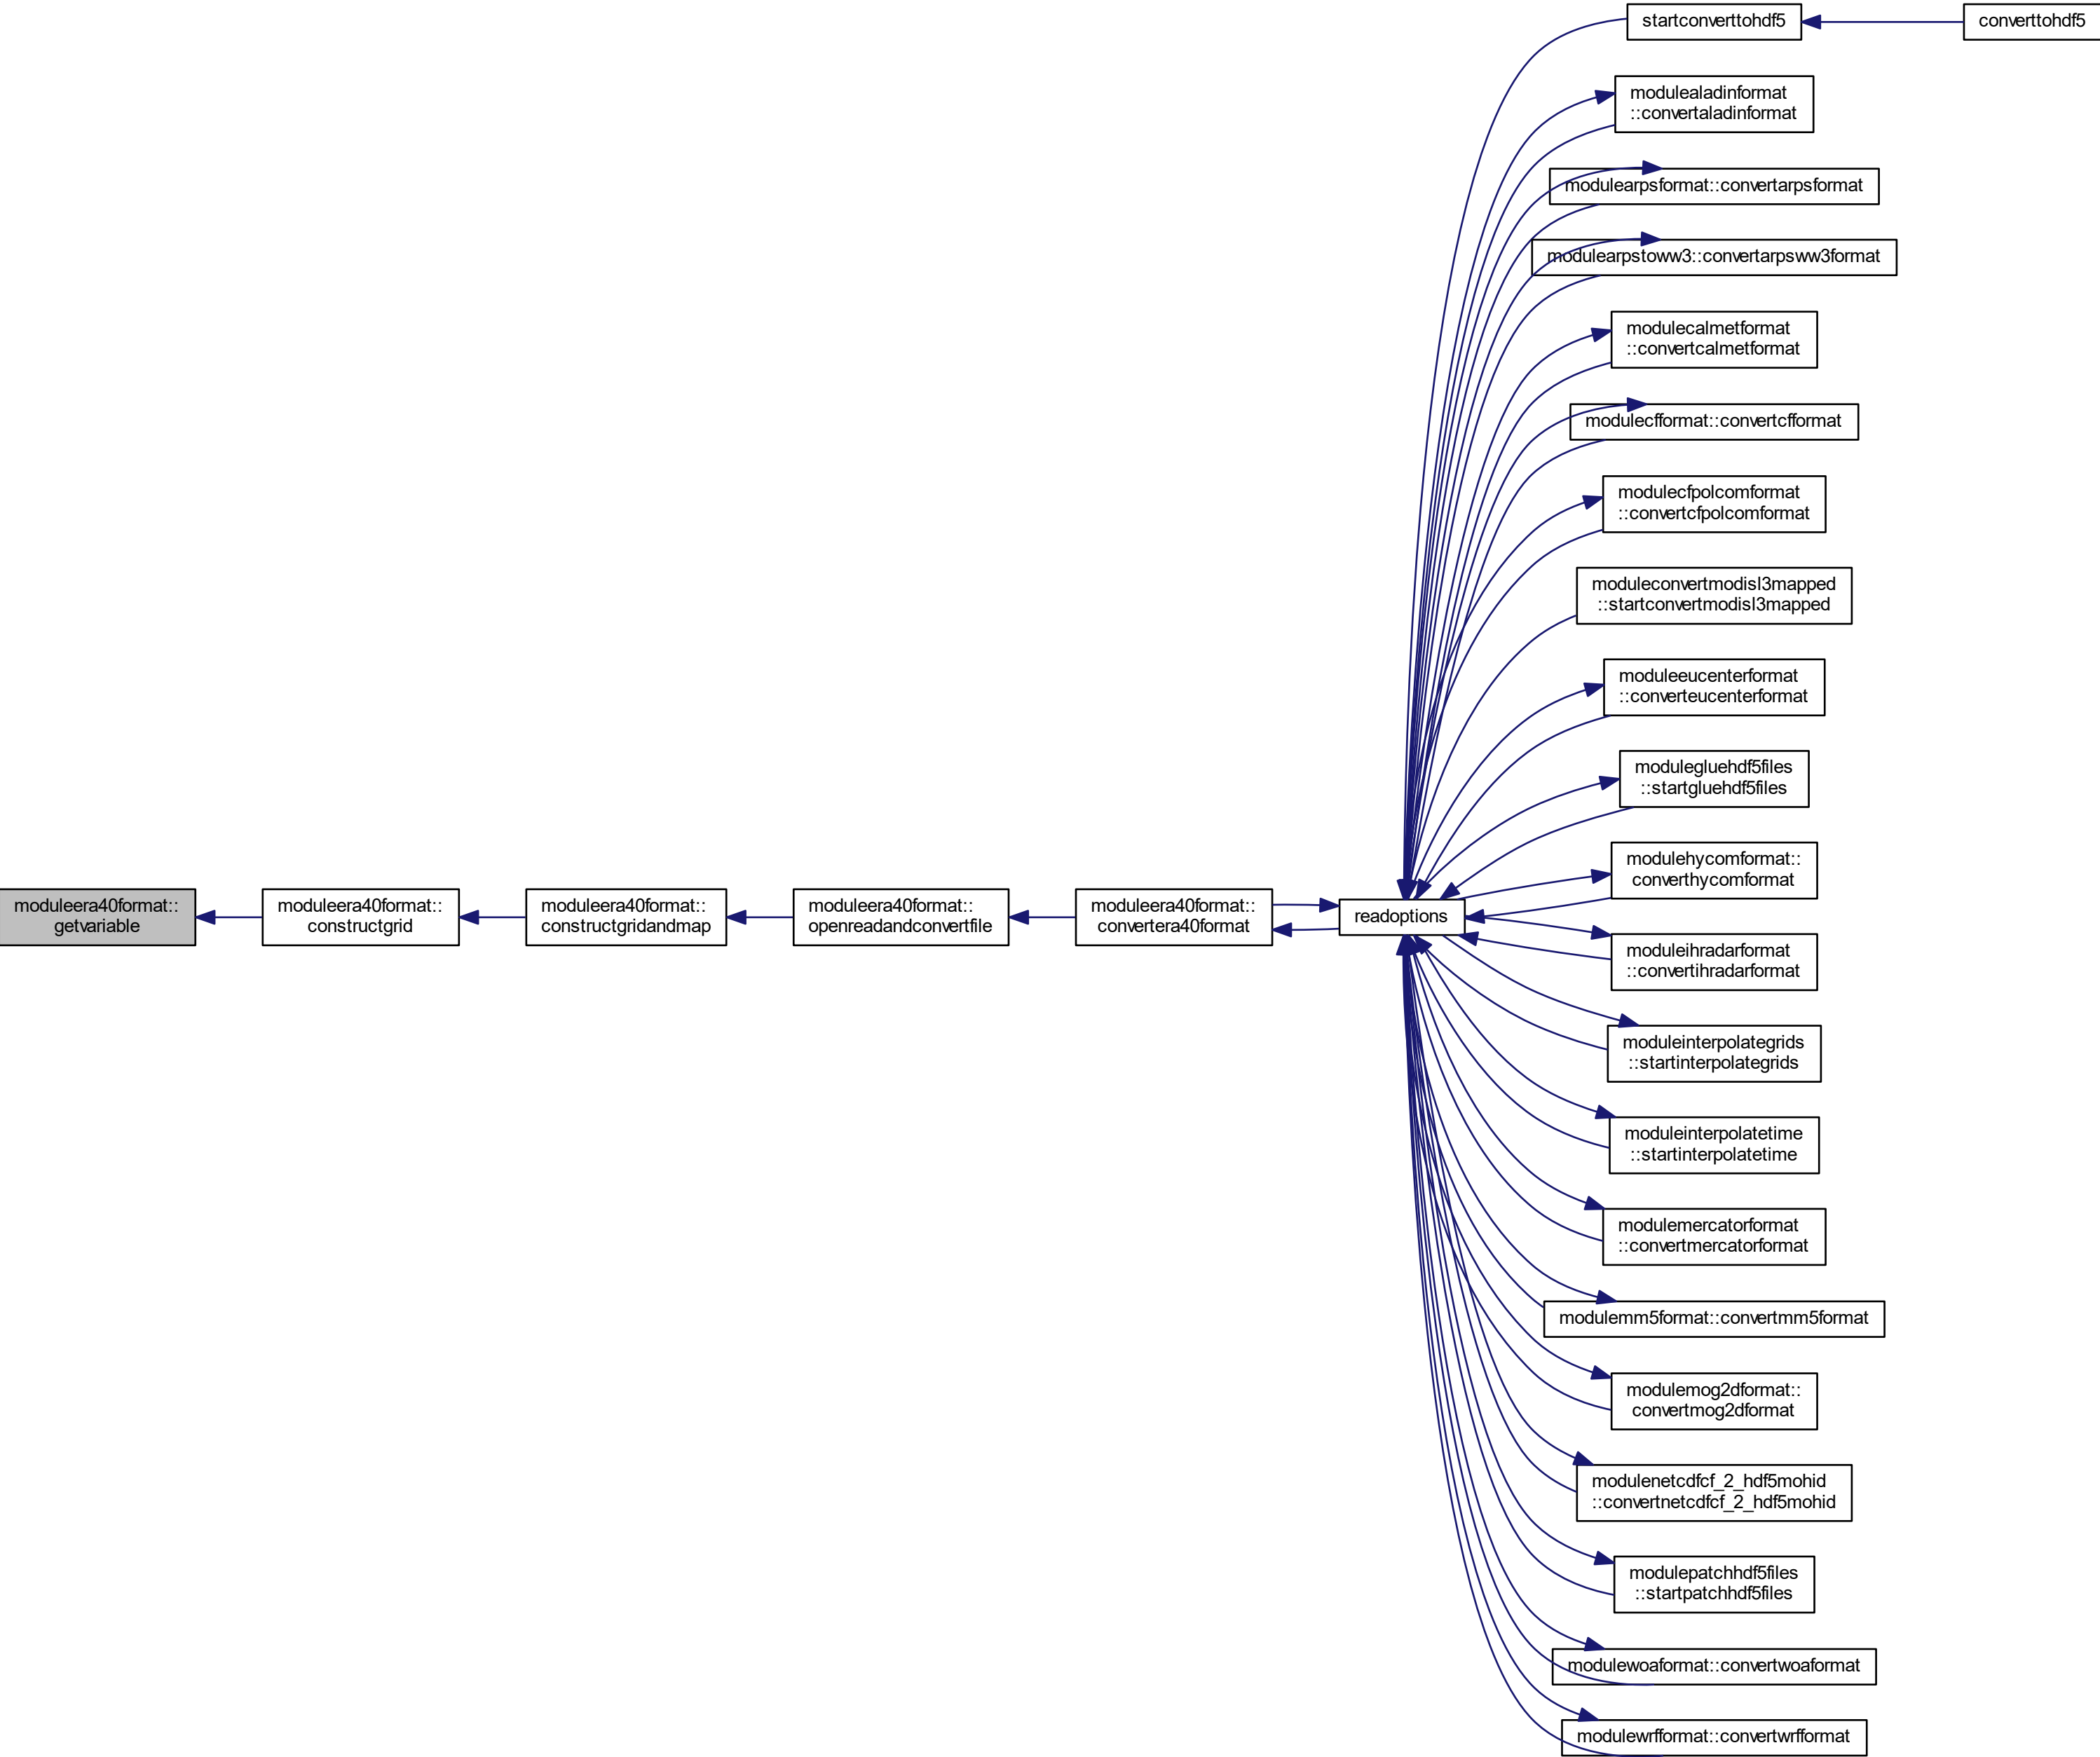 startconverttohdf5
converttohdf5
modulealadinformat
::convertaladinformat
modulearpsformat::convertarpsformat
modulearpstoww3::convertarpsww3format
modulecalmetformat
::convertcalmetformat
modulecfformat::convertcfformat
modulecfpolcomformat
::convertcfpolcomformat
moduleconvertmodisl3mapped
::startconvertmodisl3mapped
moduleeucenterformat
::converteucenterformat
modulegluehdf5files
::startgluehdf5files
modulehycomformat::
converthycomformat
moduleera40format::
getvariable
moduleera40format::
constructgrid
moduleera40format::
constructgridandmap
moduleera40format::
openreadandconvertfile
moduleera40format::
convertera40format
readoptions
moduleihradarformat
::convertihradarformat
moduleinterpolategrids
::startinterpolategrids
moduleinterpolatetime
::startinterpolatetime
modulemercatorformat
::convertmercatorformat
modulemm5format::convertmm5format
modulemog2dformat::
convertmog2dformat
modulenetcdfcf_2_hdf5mohid
::convertnetcdfcf_2_hdf5mohid
modulepatchhdf5files
::startpatchhdf5files
modulewoaformat::convertwoaformat
modulewrfformat::convertwrfformat